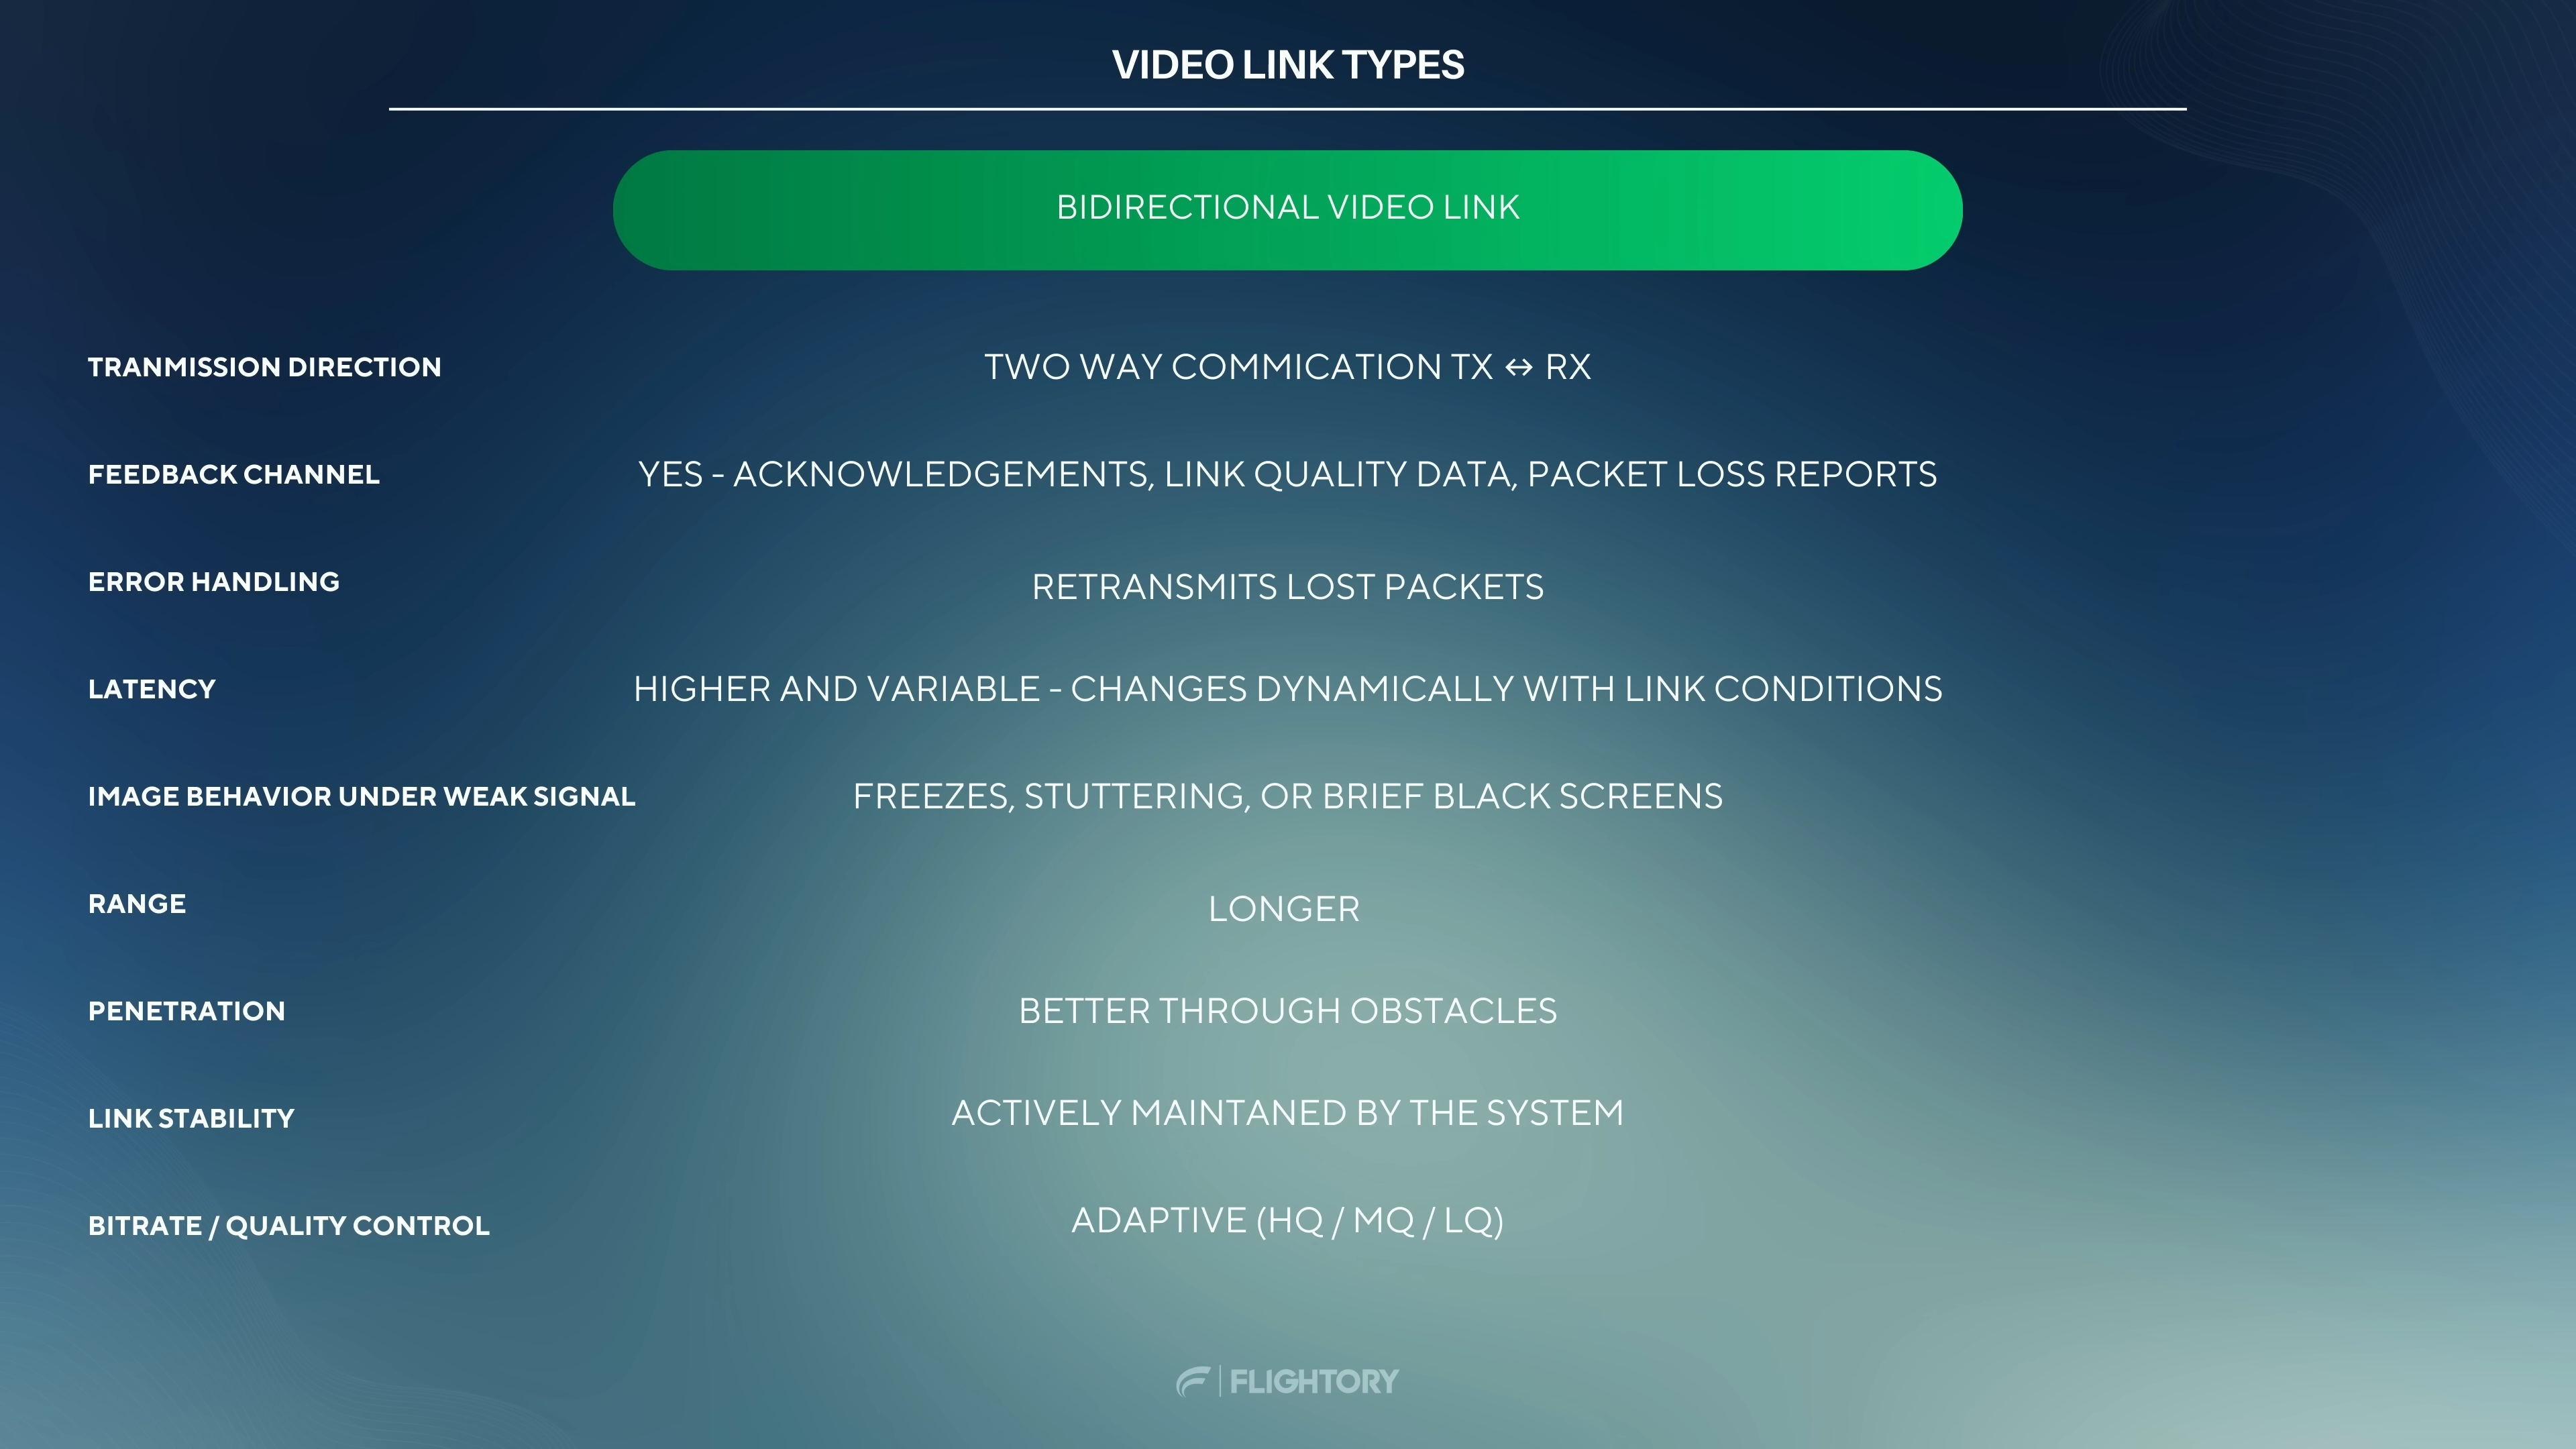 VIDEO LINK TYPES
BIDIRECTIONAL VIDEO LINK
TRANMISSION DIRECTION
TWO WAY COMMICATION TX ↔ RX
FEEDBACK CHANNEL
YES - ACKNOWLEDGEMENTS, LINK QUALITY DATA, PACKET LOSS REPORTS
ERROR HANDLING
RETRANSMITS LOST PACKETS
LATENCY
HIGHER AND VARIABLE - CHANGES DYNAMICALLY WITH LINK CONDITIONS
IMAGE BEHAVIOR UNDER WEAK SIGNAL
FREEZES, STUTTERING, OR BRIEF BLACK SCREENS
RANGE
LONGER
PENETRATION
BETTER THROUGH OBSTACLES
LINK STABILITY
ACTIVELY MAINTANED BY THE SYSTEM
BITRATE / QUALITY CONTROL
ADAPTIVE (HQ / MQ / LQ)
FLIGHTORY